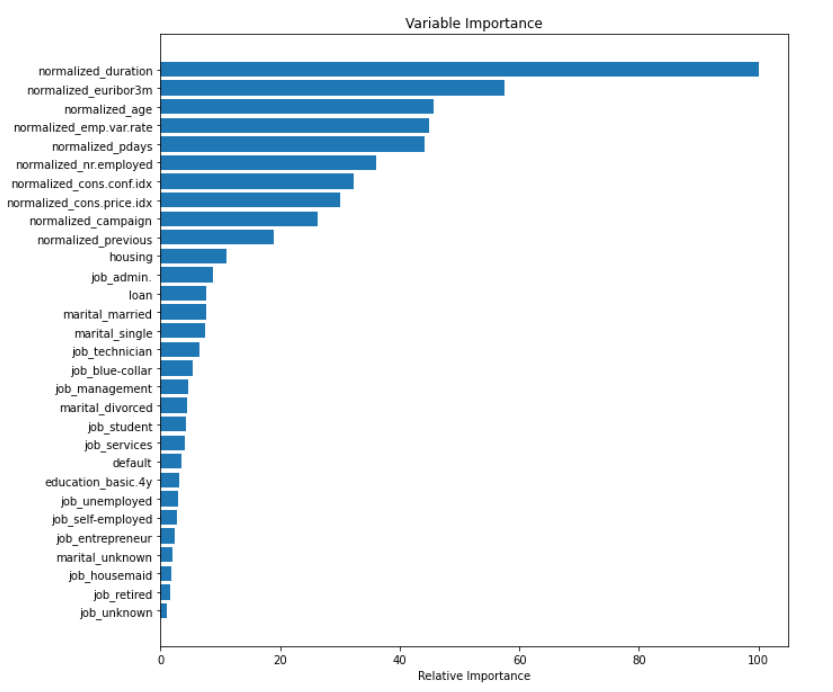 Variable Importance
normalized_duration
normalized_euribor3m
normalized_age
normalized_emp.var.rate
normalized_pdays
normalized_nr.employed
normalized_cons.conf.idx
normalized_cons.price.idx
normalized_campaign
normalized_previous
housing
job_admin.
loan
marital_married
marital_single
job_technician
job_blue-collar
job_management
marital_divorced
job_student
job_services
default
education_basic.4y
job_unemployed
job_self-employed
job_entrepreneur
marital_unknown
job_housemaid
job_retired
job_unknown
0 20 40 60 80 100
Relative Importance